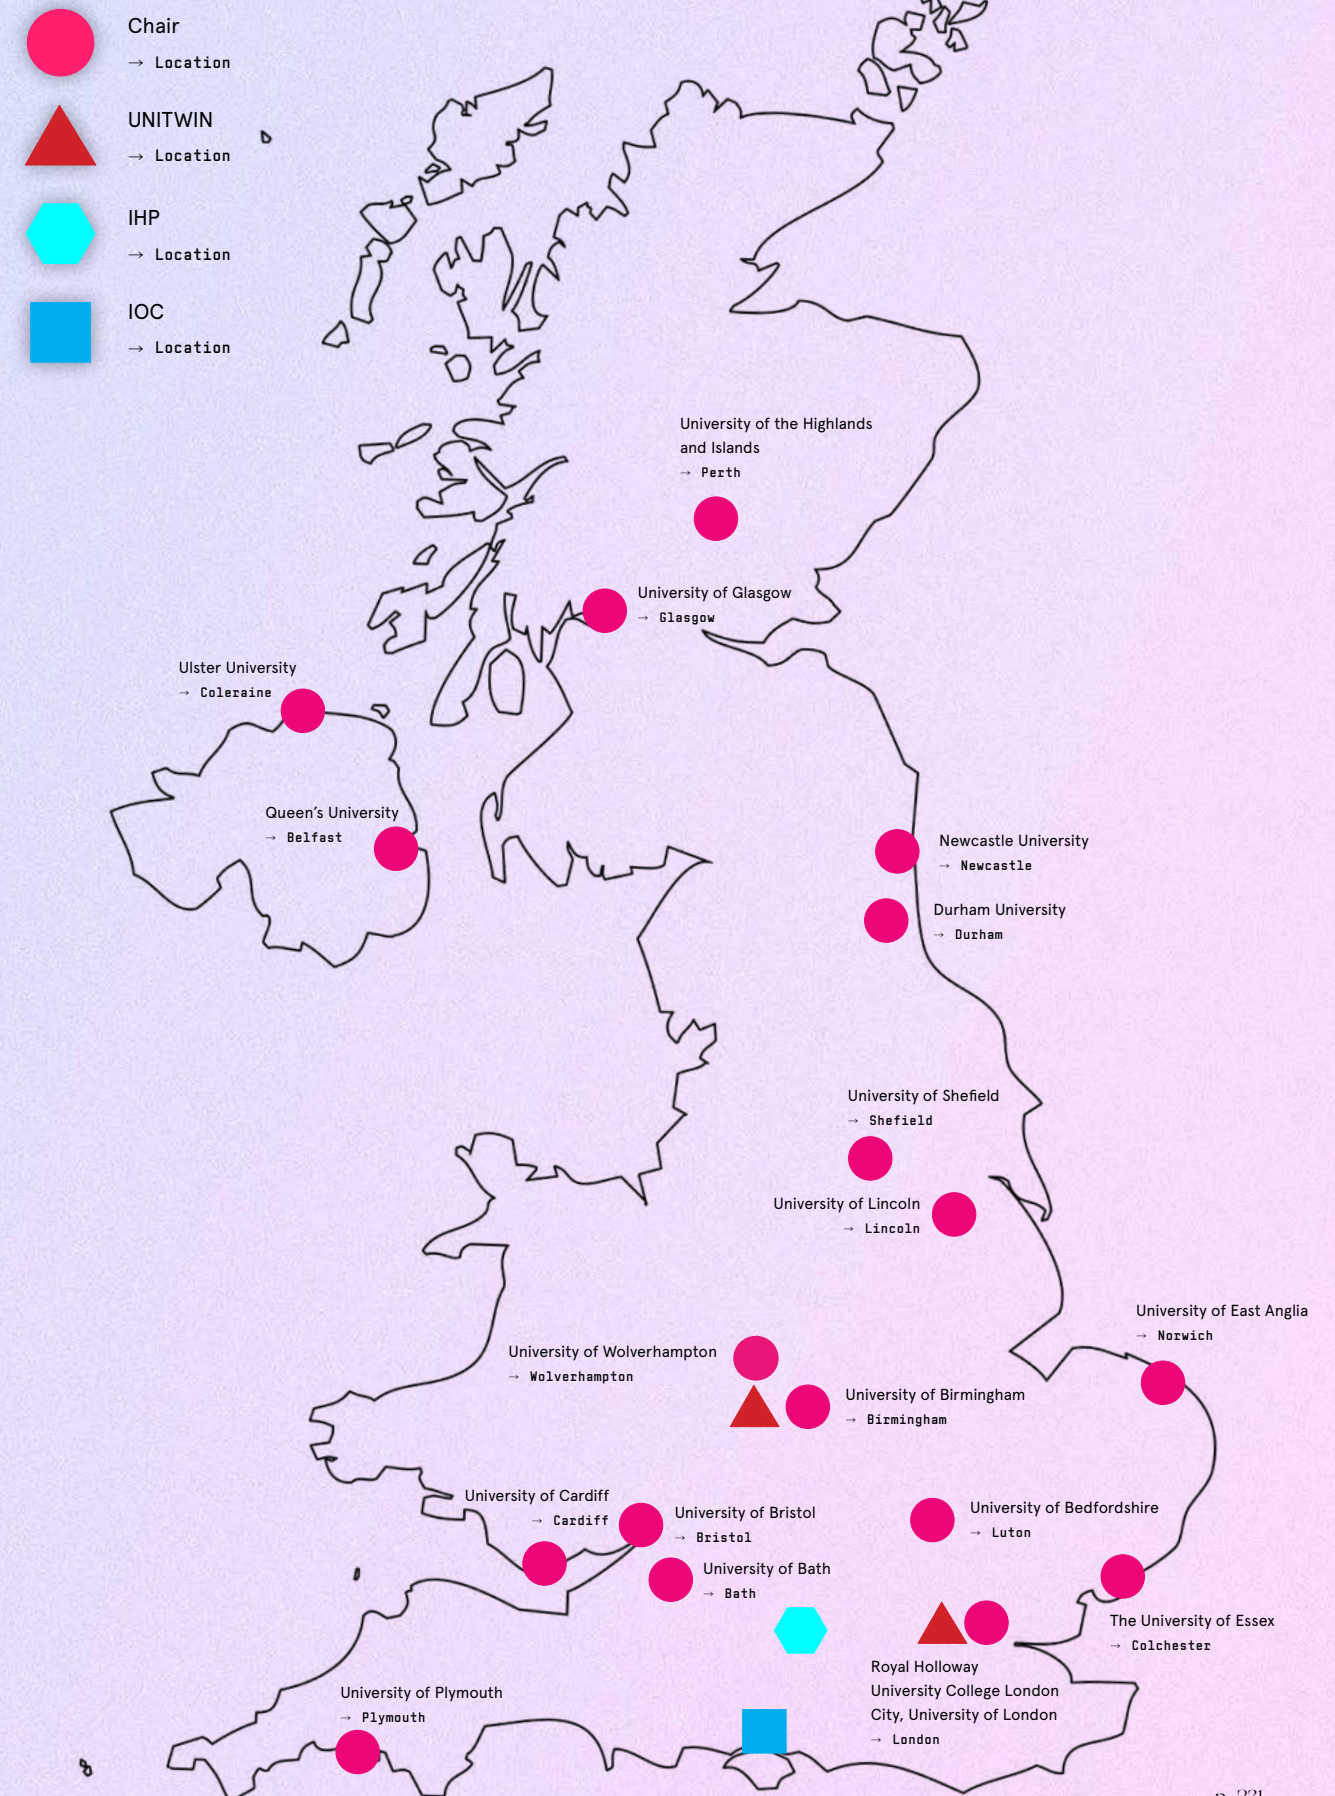 Chair
→ Location
UNITWIN
→ Location
IHP
→ Location
IOC
→ Location
University of the Highlands
and Islands
→ Perth
University of Glasgow
→ Glasgow
Ulster University
→ Coleraine
Queen's University
→ Belfast
Newcastle University
→ Newcastle
Durham University
→ Durham
University of Shefield
→ Shefield
University of Lincoln
→ Lincoln
University of East Anglia
→ Norwich
University of Wolverhampton
→ Wolverhampton
University of Birmingham
→ Birmingham
University of Cardiff
→ Cardiff
University of Bristol
→ Bristol
University of Bedfordshire
→ Luton
University of Bath
→ Bath
The University of Essex
→ Colchester
Royal Holloway
University College London
City, University of London
→ London
University of Plymouth
→ Plymouth